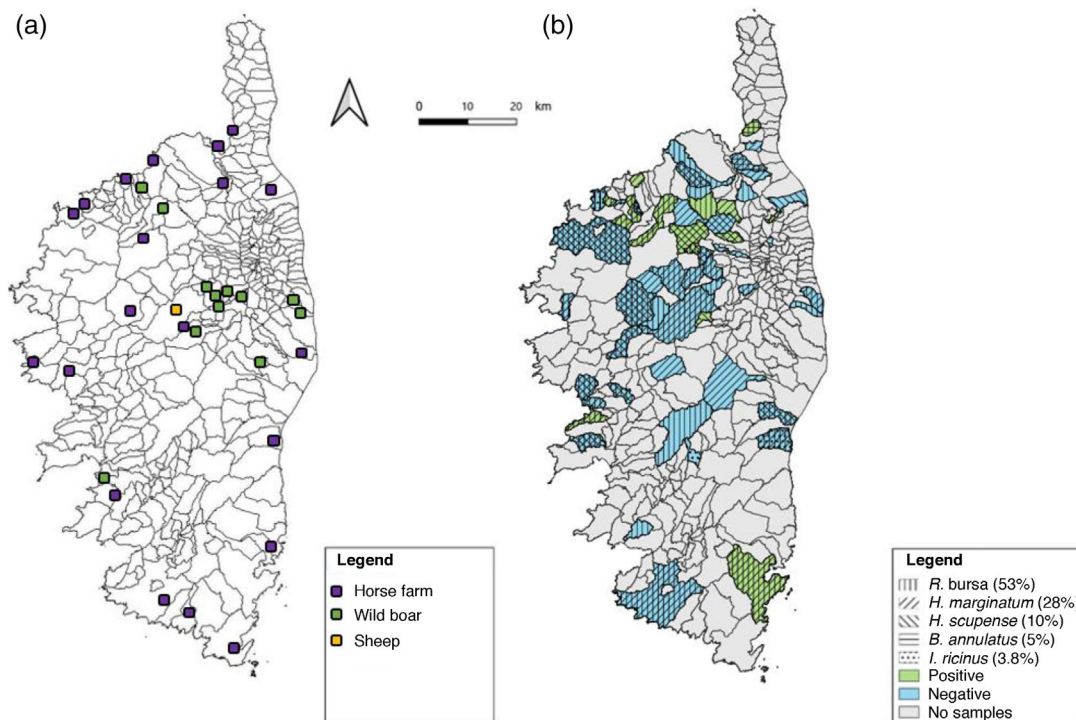 (a)
(b)
0 10 20 km
Legend
Horse farm
Wild boar
Sheep
Legend
R. bursa (53%)
H. marginatum (28%)
H. scupense (10%)
B. annulatus (5%)
I. ricinus (3.8%)
Positive
Negative
No samples